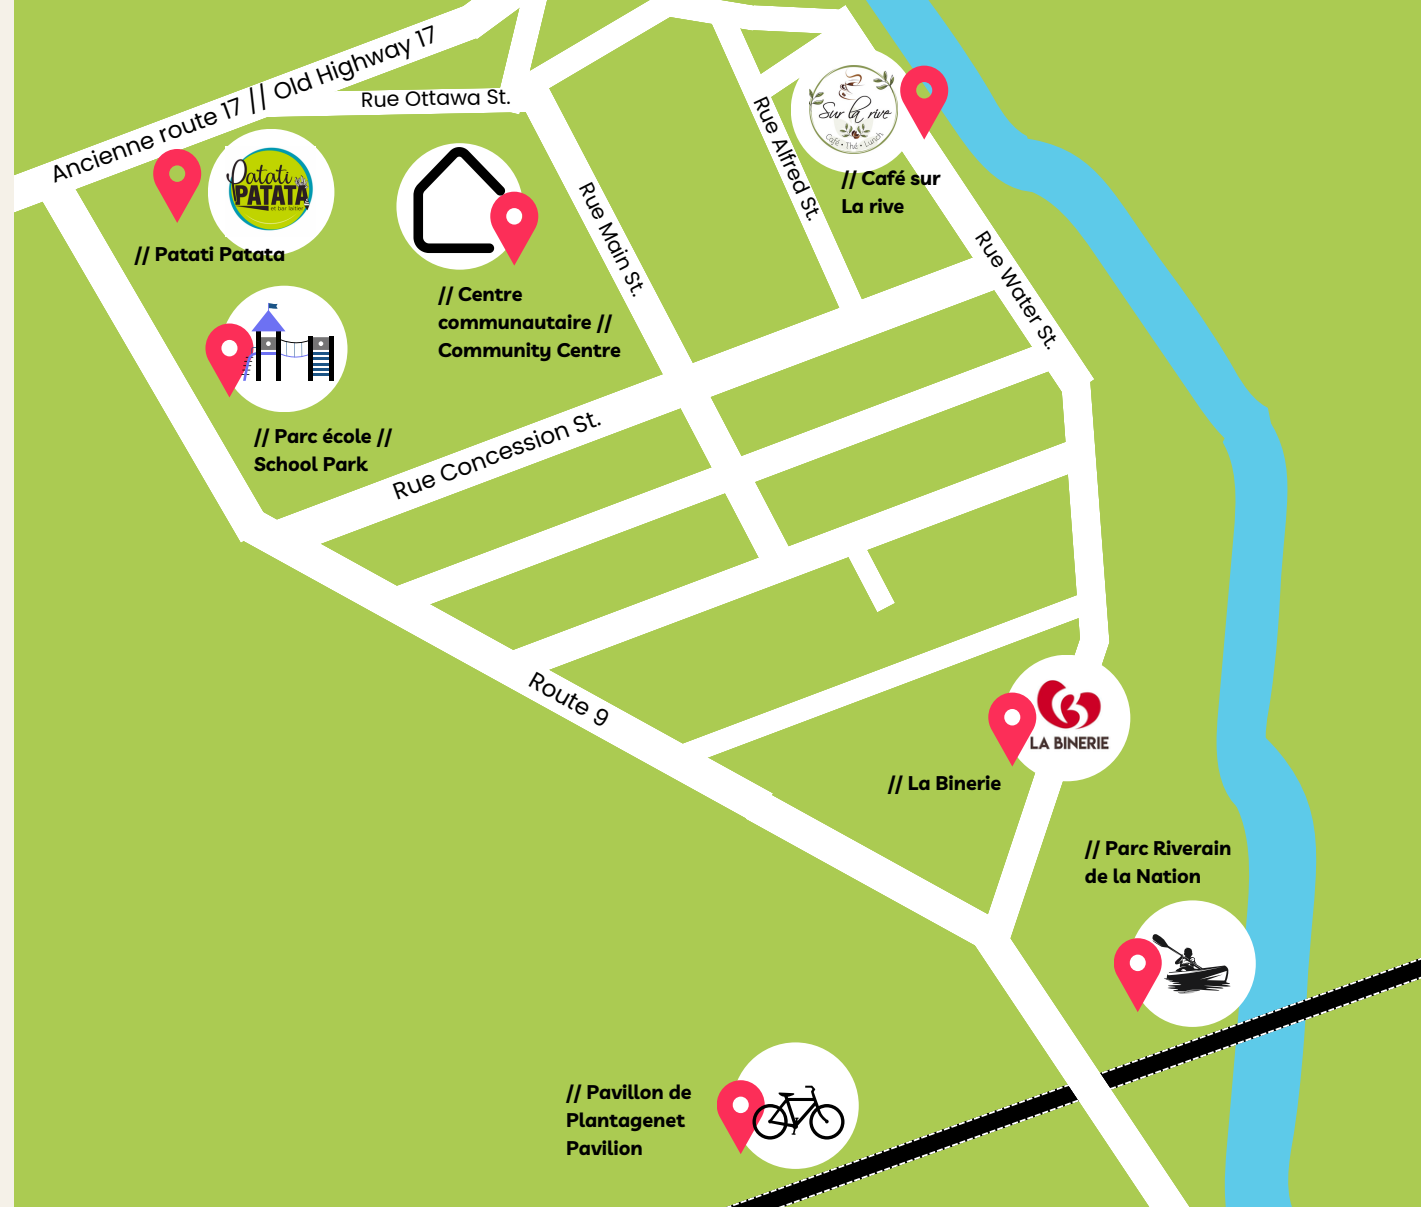 Ancienne route 17 // Old Highway 17
Rue Ottawa St.
Patati
PATATA
et bar laitier
// Patati Patata
// Centre
communautaire //
Community Centre
Rue Main St.
Rue Alfred St.
Sur la rive
Café • Thé • Lunch
// Café sur
La rive
Rue Water St.
// Parc école //
School Park
Rue Concession St.
Route 9
LA BINERIE
// La Binerie
// Parc Riverain
de la Nation
// Pavillon de
Plantagenet
Pavilion